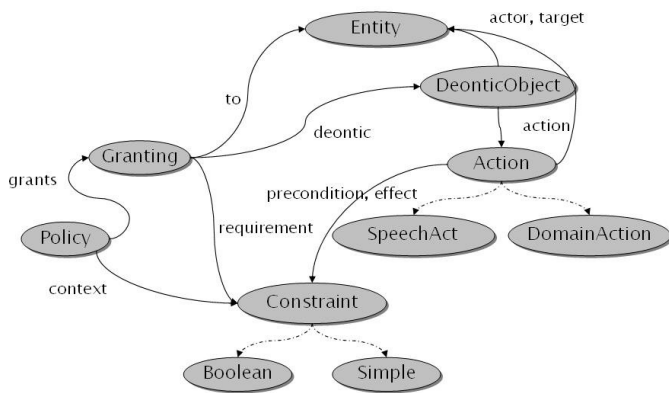 actor, target
Entity
DeonticObject
to
deontic
action
Granting
Action
grants
precondition, effect
Policy
requirement
SpeechAct
DomainAction
context
Constraint
Boolean
Simple